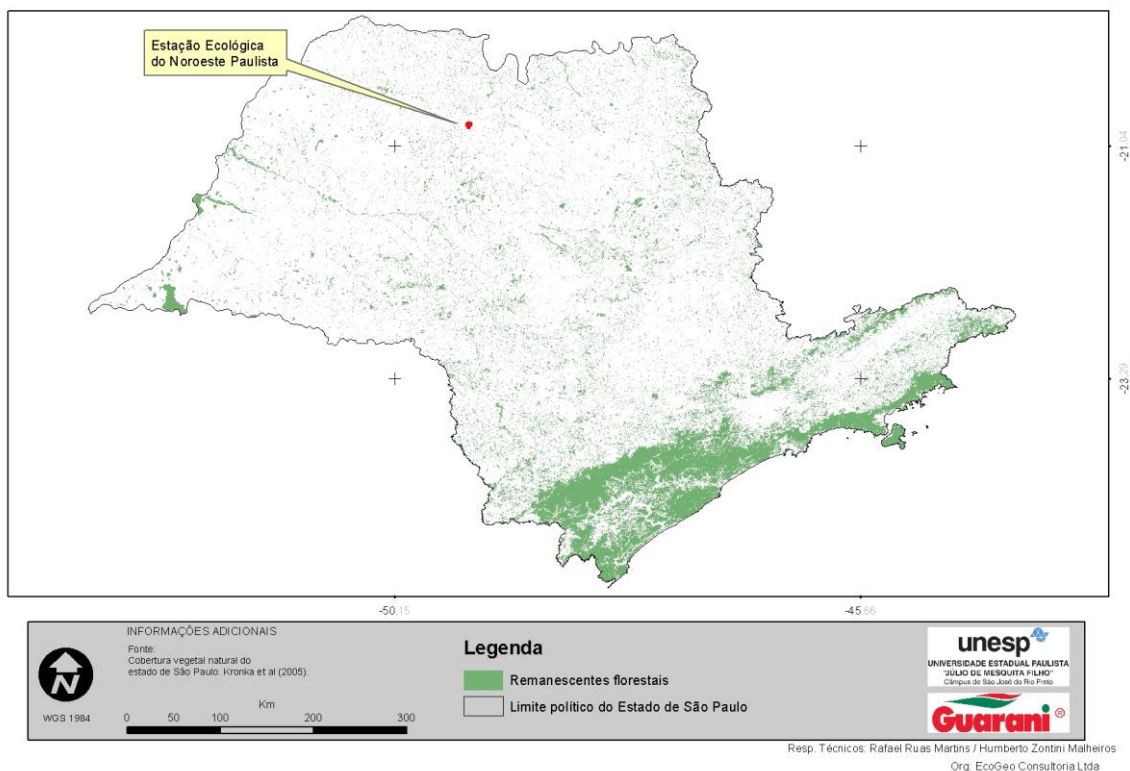 Estação Ecológica
do Noroeste Paulista
-21,04
-23,29
-50,15
-45,66
INFORMAÇÕES ADICIONAIS
Fonte:
Cobertura vegetal natural do
estado de São Paulo. Kronka et al (2005).
N
WGS 1984
Km
0 50 100 200 300
Legenda
Remanescentes florestais
Limite político do Estado de São Paulo
unesp
UNIVERSIDADE ESTADUAL PAULISTA
"JÚLIO DE MESQUITA FILHO"
Câmpus de São José do Rio Preto
Guarani ®
Resp. Técnicos: Rafael Ruas Martins / Humberto Zontini Malheiros
Org: EcoGeo Consultoria Ltda